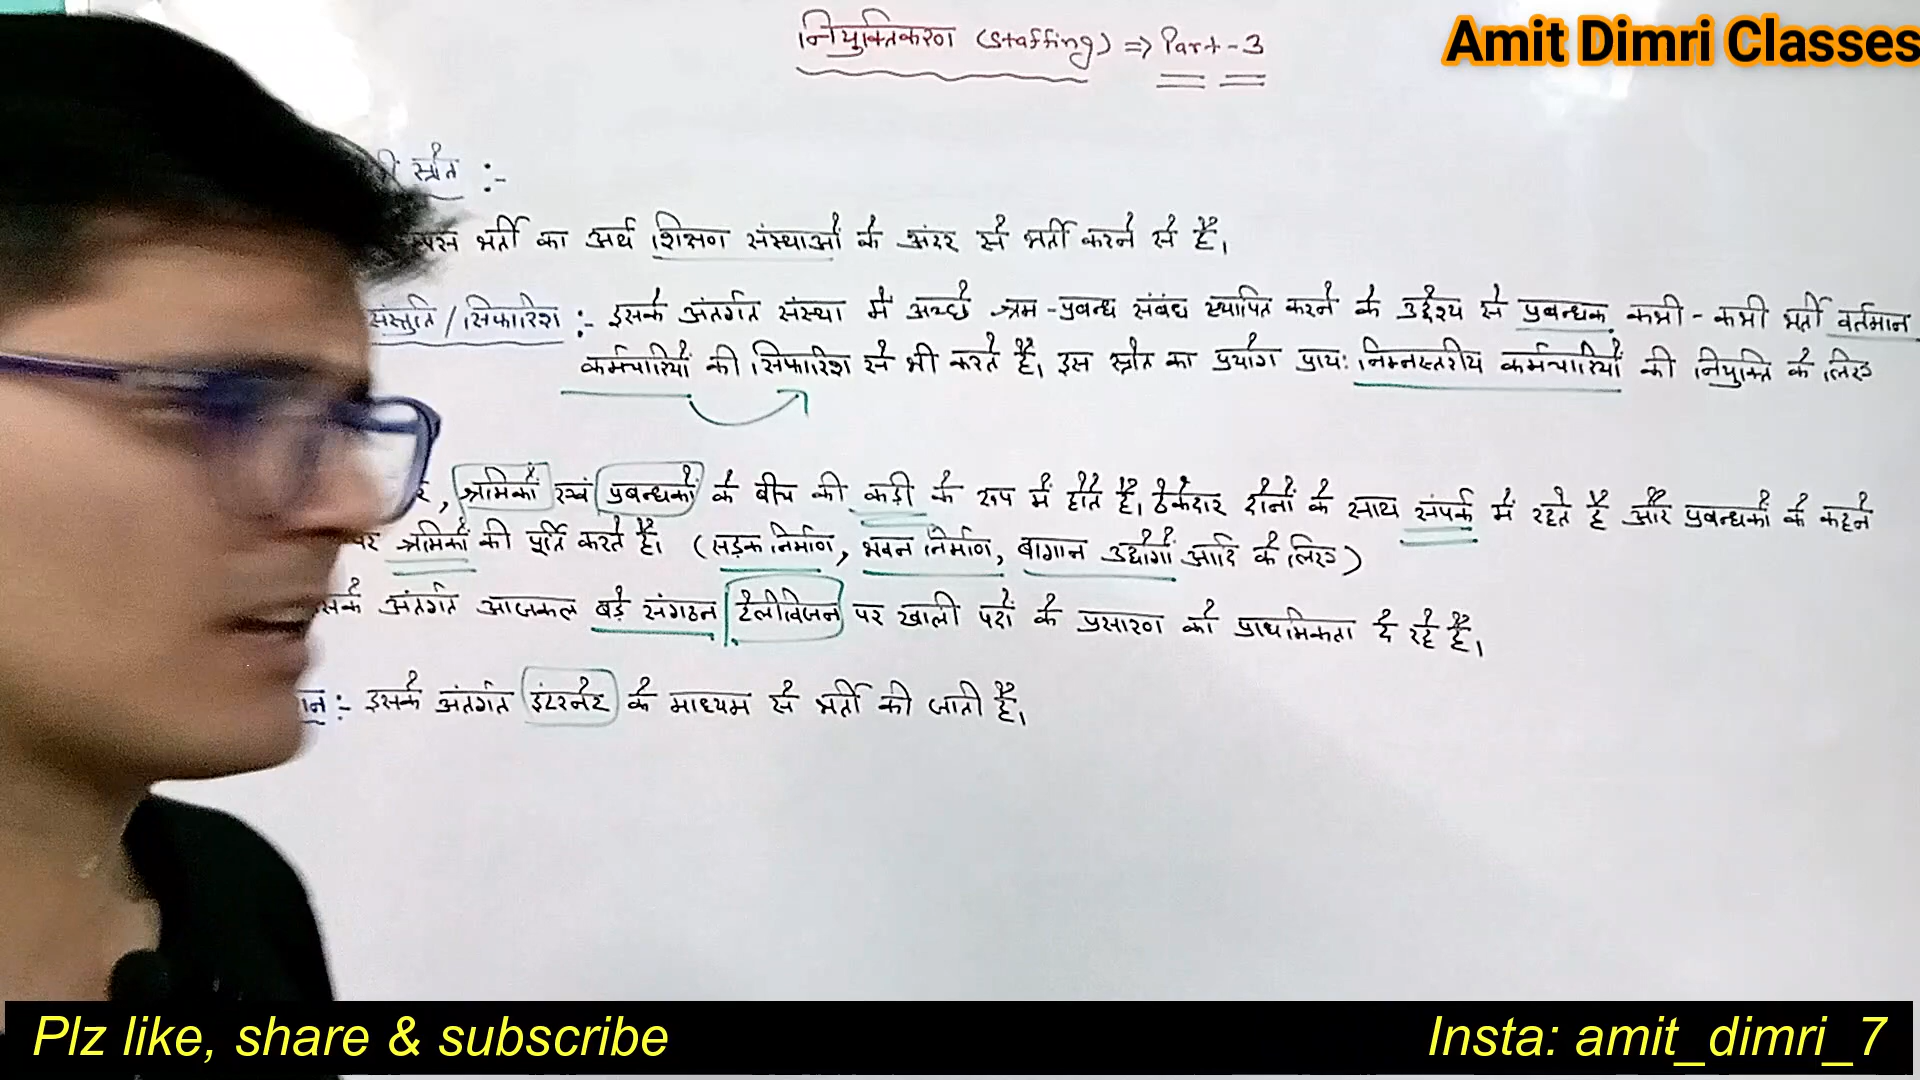 नियुक्तिकरण (Staffing) => Part-3
Amit Dimri Classes
स्त्रोत :-
भर्ती का अर्थ शिक्षण संस्थाओं के अंदर से भर्ती करने से है।
संस्तुति / सिफारिश :- इसके अंतर्गत संस्था में अच्छे श्रम-प्रबन्ध संबंध स्थापित करने के उद्देश्य से प्रबन्धक कभी-कभी भर्ती वर्तमान
कर्मचारियों की सिफारिश से भी करते हैं। इस स्त्रोत का प्रयोग प्रायः निम्नस्तरीय कर्मचारियों की नियुक्ति के लिए
, श्रमिकों एवं प्रबन्धकों के बीच की कड़ी के रूप में होते हैं। ठेकेदार दोनों के साथ संपर्क में रहते हैं और प्रबन्धकों के कहने
पर श्रमिकों की पूर्ति करते हैं। (सड़क निर्माण, भवन निर्माण, बागान उद्योगों आदि के लिए)
अंतर्गत आजकल बड़े संगठन टेलीविजन पर खाली पदों के प्रसारण को प्राथमिकता दे रहे हैं।
:- इसके अंतर्गत इंटरनेट के माध्यम से भर्ती की जाती है।
Plz like, share & subscribe
Insta: amit_dimri_7